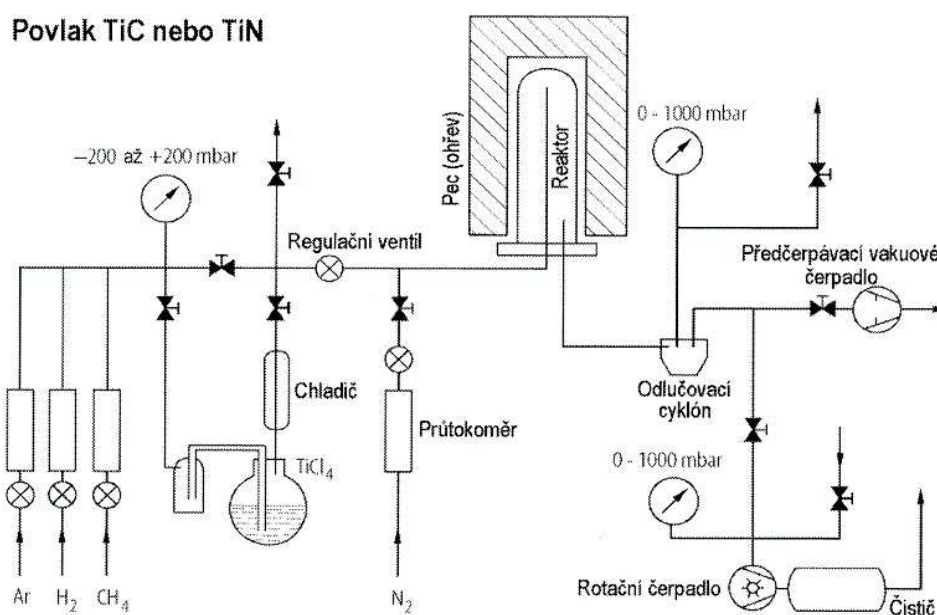 Povlak TiC nebo TiN
−200 až +200 mbar
Pec (ohřev)
Reaktor
0 - 1000 mbar
Regulační ventil
Předčerpávací vakuové
čerpadlo
Chladič
Odlučovací
cyklón
Průtokoměr
TiCl₄
0 - 1000 mbar
Ar
H₂
CH₄
N₂
Rotační čerpadlo
Čistič